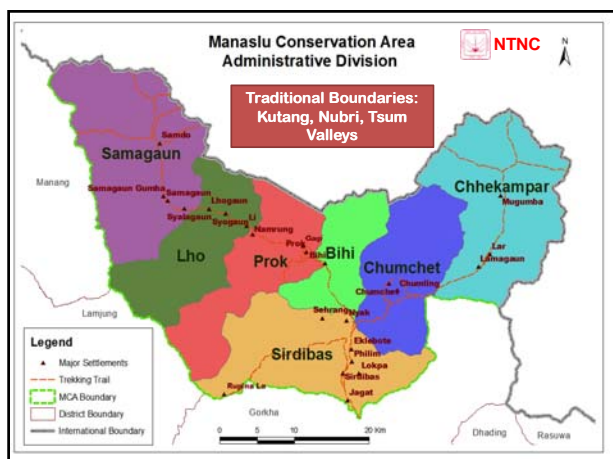 Manaslu Conservation Area
Administrative Division
NTNC
N
Traditional Boundaries:
Kutang, Nubri, Tsum
Valleys
Samdo
Samagaun
Manang
Samagaun Gumba
Samagaun
Syalagaun
Lhogaun
Syogaun
Li
Namrung
Lho
Prok
Gap
Prok
Bihi
Bihi
Chhekampar
Mugumba
Lar
Lamagaun
Chumchet
Chumling
Chumchet
Lamjung
Sehrang
Nyak
Eklebote
Philim
Lokpa
Sirdibas
Sirdibas
Jagat
Rupina La
Gorkha
Dhading
Rasuwa
Legend
Major Settlements
Trekking Trail
MCA Boundary
District Boundary
International Boundary
0
10
20 Km